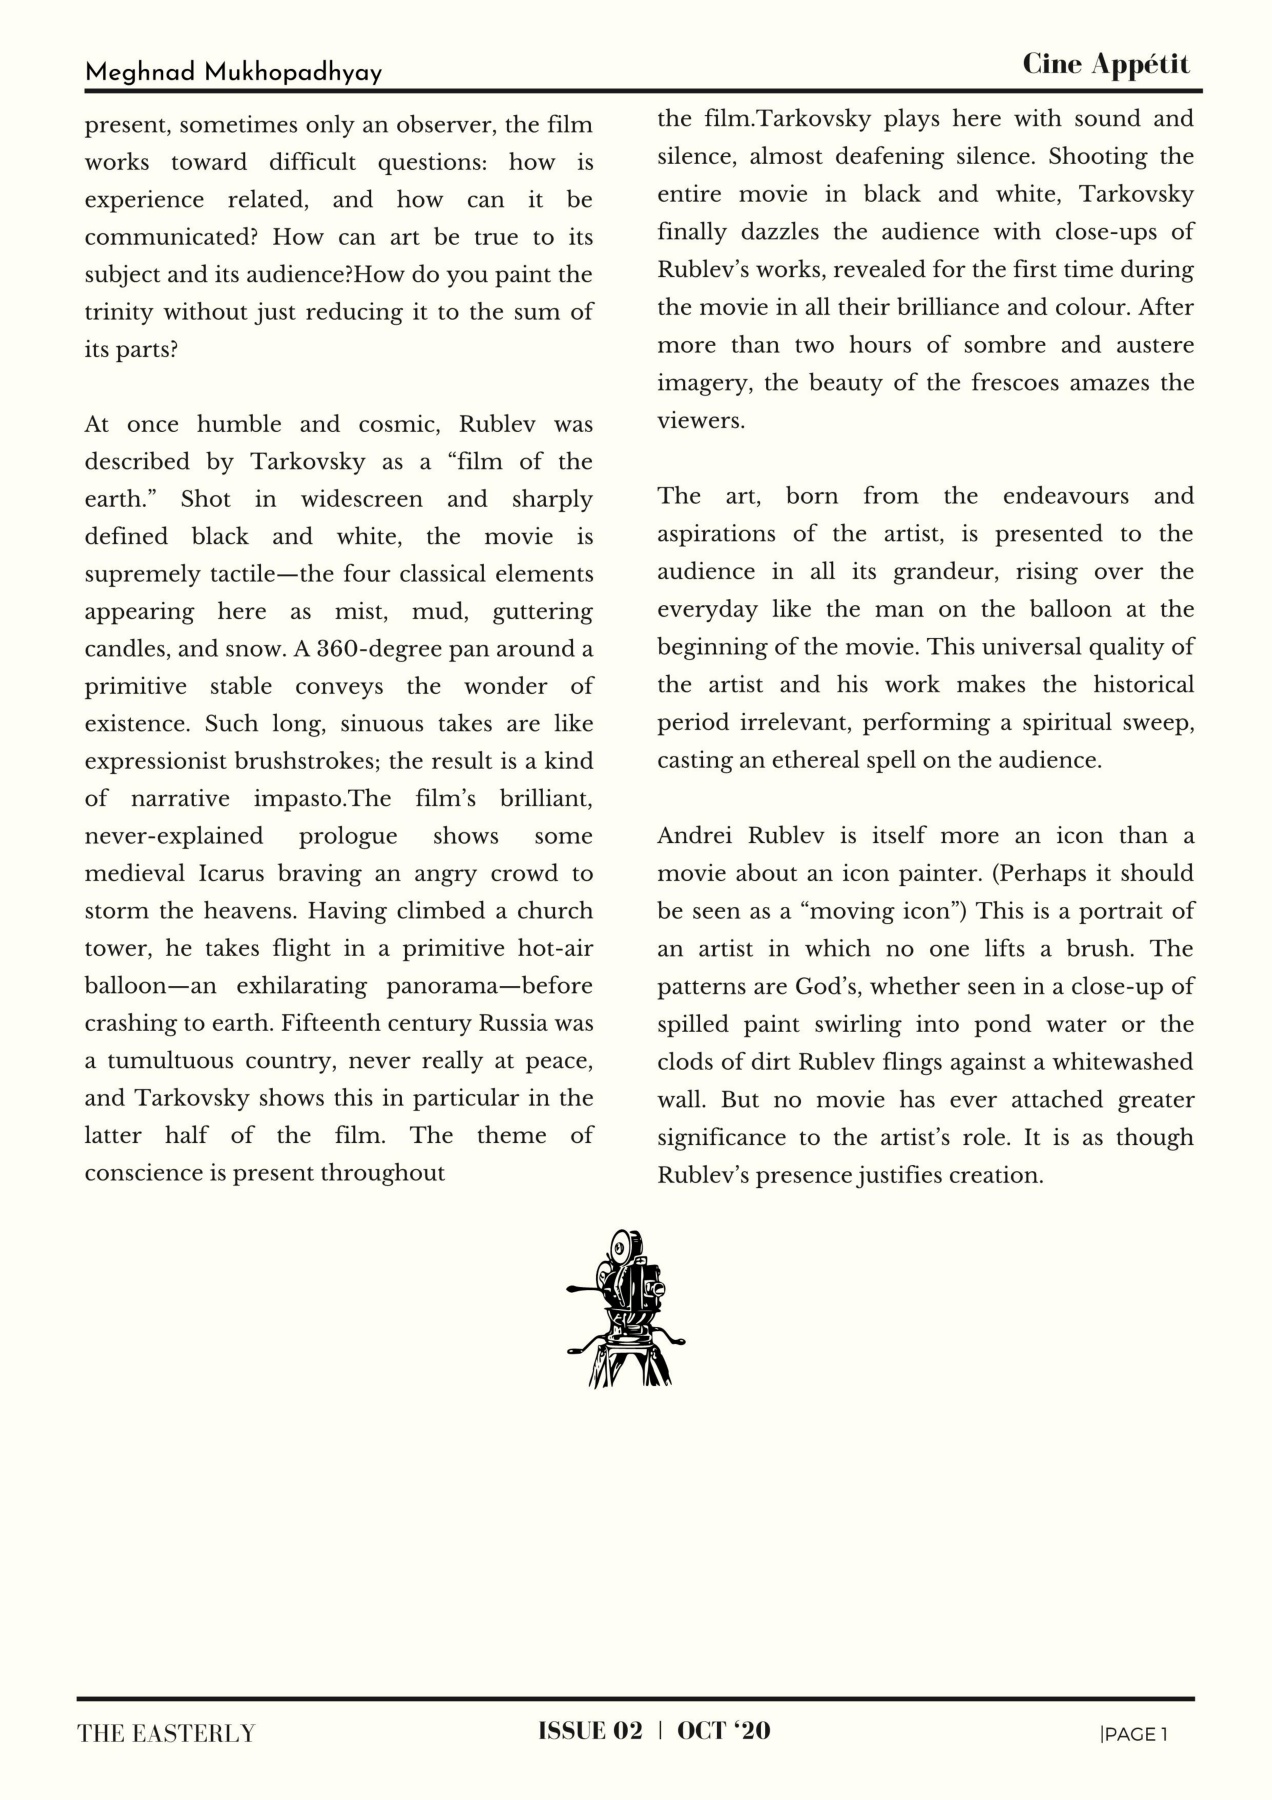 Meghnad Mukhopadhyay
Cine Appétit
present, sometimes only an observer, the film
works toward difficult questions: how is
experience related, and how can it be
communicated? How can art be true to its
subject and its audience?How do you paint the
trinity without just reducing it to the sum of
its parts?
At once humble and cosmic, Rublev was
described by Tarkovsky as a “film of the
earth.” Shot in widescreen and sharply
defined black and white, the movie is
supremely tactile—the four classical elements
appearing here as mist, mud, guttering
candles, and snow. A 360-degree pan around a
primitive stable conveys the wonder of
existence. Such long, sinuous takes are like
expressionist brushstrokes; the result is a kind
of narrative impasto.The film’s brilliant,
never-explained prologue shows some
medieval Icarus braving an angry crowd to
storm the heavens. Having climbed a church
tower, he takes flight in a primitive hot-air
balloon—an exhilarating panorama—before
crashing to earth. Fifteenth century Russia was
a tumultuous country, never really at peace,
and Tarkovsky shows this in particular in the
latter half of the film. The theme of
conscience is present throughout
the film.Tarkovsky plays here with sound and
silence, almost deafening silence. Shooting the
entire movie in black and white, Tarkovsky
finally dazzles the audience with close-ups of
Rublev’s works, revealed for the first time during
the movie in all their brilliance and colour. After
more than two hours of sombre and austere
imagery, the beauty of the frescoes amazes the
viewers.
The art, born from the endeavours and
aspirations of the artist, is presented to the
audience in all its grandeur, rising over the
everyday like the man on the balloon at the
beginning of the movie. This universal quality of
the artist and his work makes the historical
period irrelevant, performing a spiritual sweep,
casting an ethereal spell on the audience.
Andrei Rublev is itself more an icon than a
movie about an icon painter. (Perhaps it should
be seen as a “moving icon”) This is a portrait of
an artist in which no one lifts a brush. The
patterns are God’s, whether seen in a close-up of
spilled paint swirling into pond water or the
clods of dirt Rublev flings against a whitewashed
wall. But no movie has ever attached greater
significance to the artist’s role. It is as though
Rublev’s presence justifies creation.
THE EASTERLY
ISSUE 02 | OCT ‘20
|PAGE 1